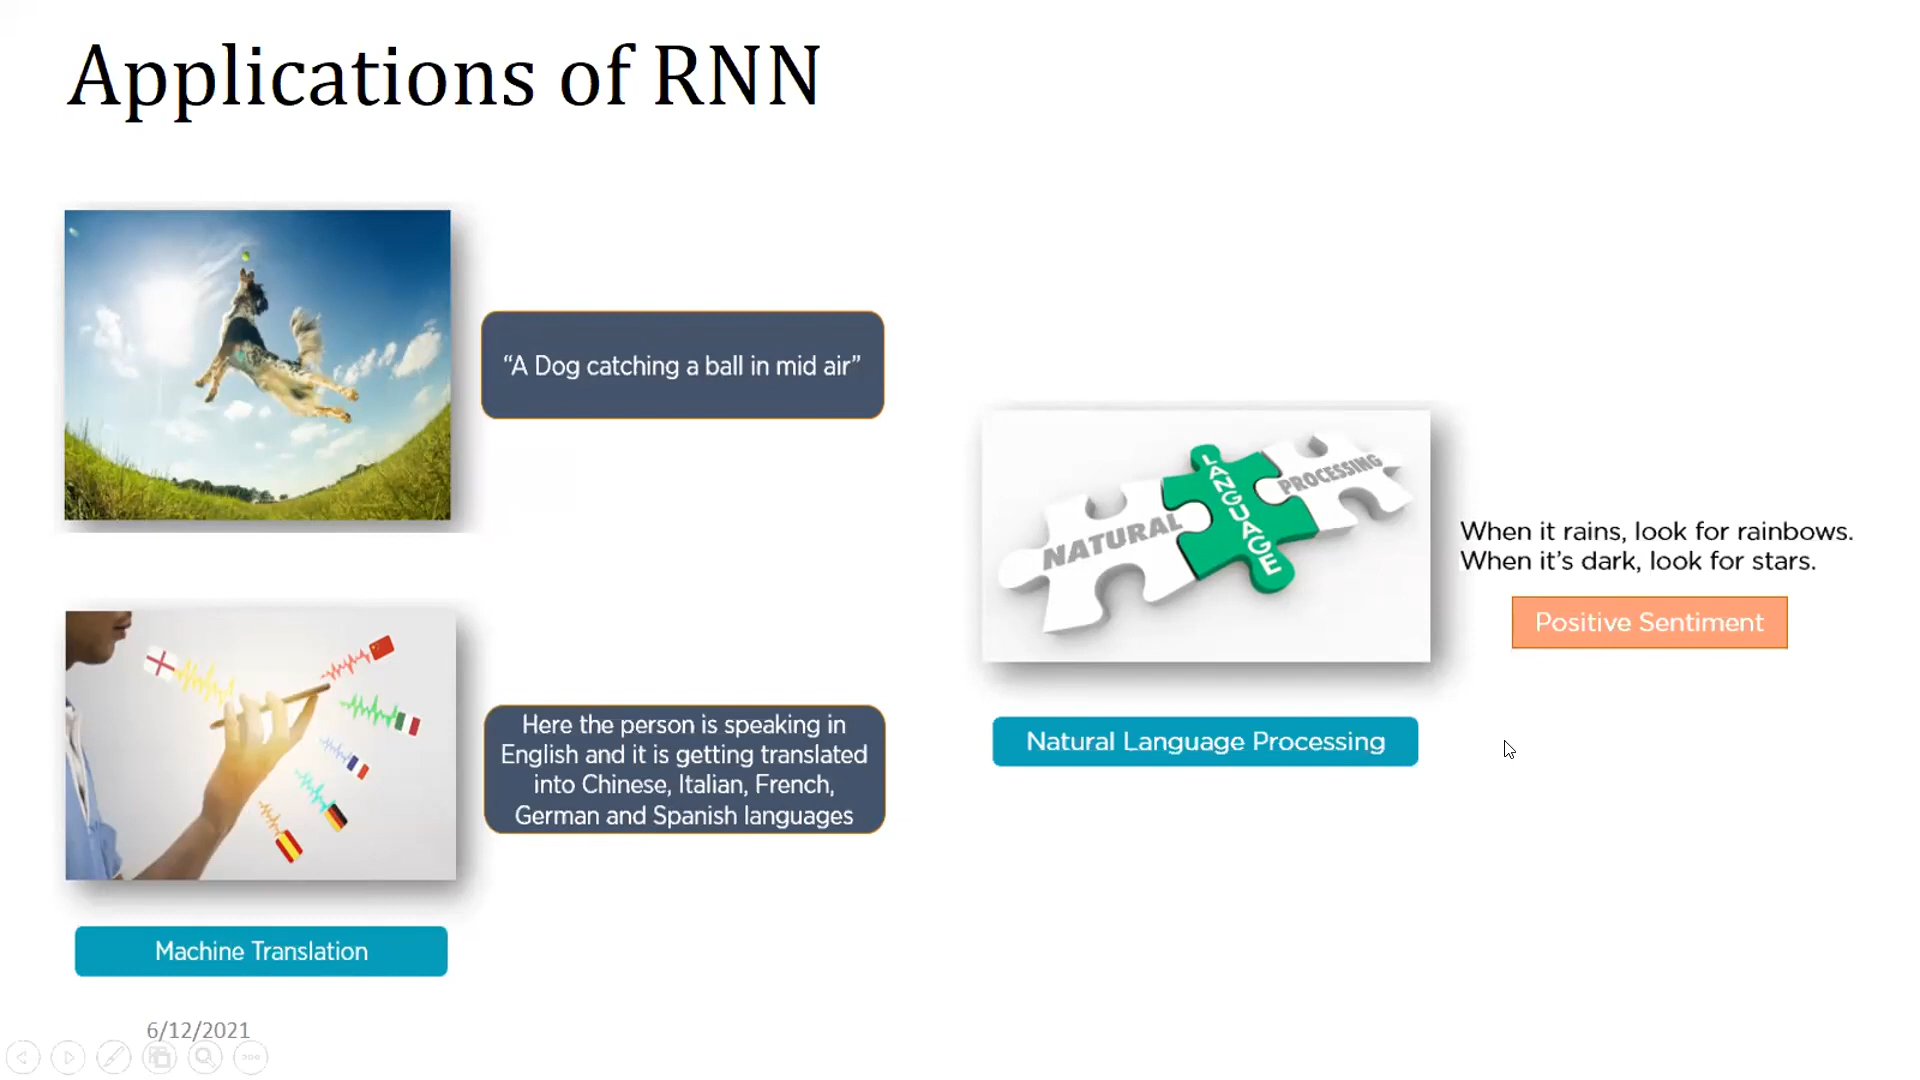 Applications of RNN
“A Dog catching a ball in mid air”
Here the person is speaking in
English and it is getting translated
into Chinese, Italian, French,
German and Spanish languages
Machine Translation
NATURAL
LANGUAGE
PROCESSING
When it rains, look for rainbows.
When it’s dark, look for stars.
Positive Sentiment
Natural Language Processing
6/12/2021